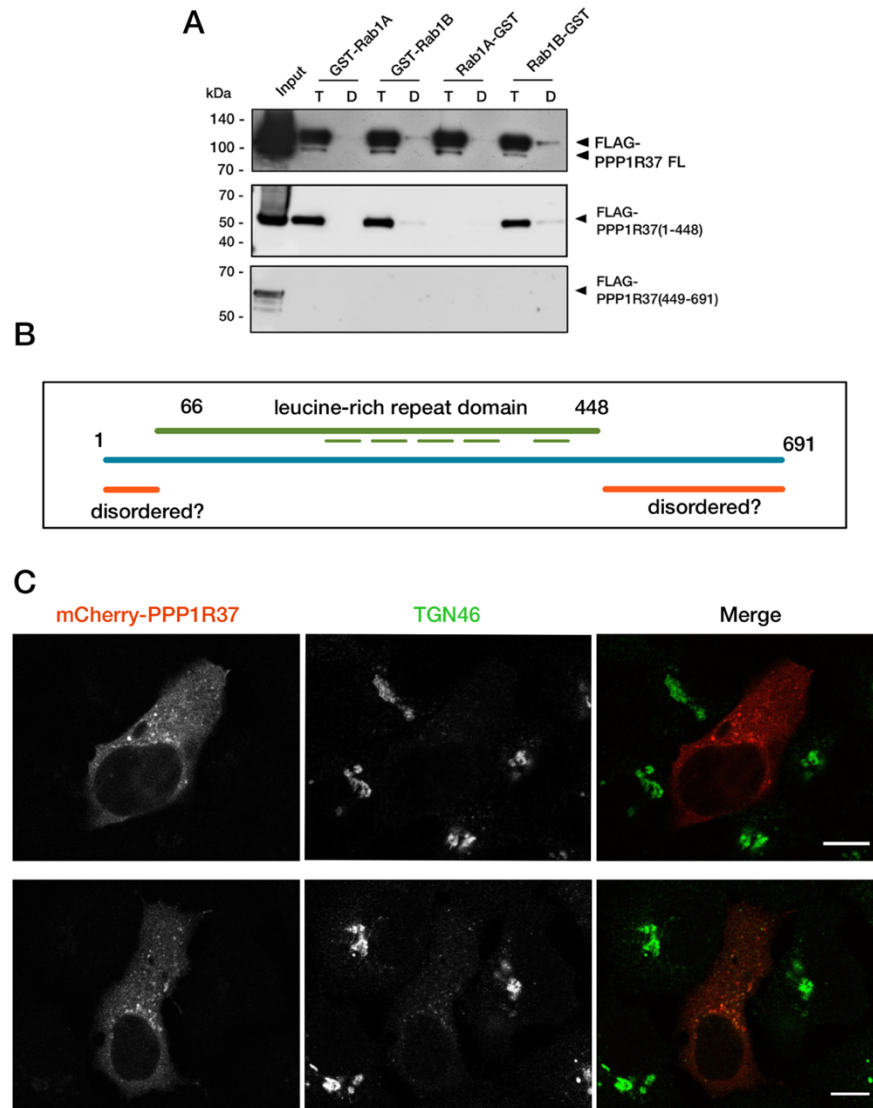 A
Input
GST-Rab1A
GST-Rab1B
Rab1A-GST
Rab1B-GST
kDa
T D T D T D T D
140 -
100 -
70 -
FLAG-
PPP1R37 FL
70 -
50 -
40 -
FLAG-
PPP1R37(1-448)
70 -
50 -
FLAG-
PPP1R37(449-691)
B
66 leucine-rich repeat domain 448
1 691
disordered? disordered?
C
mCherry-PPP1R37 TGN46 Merge